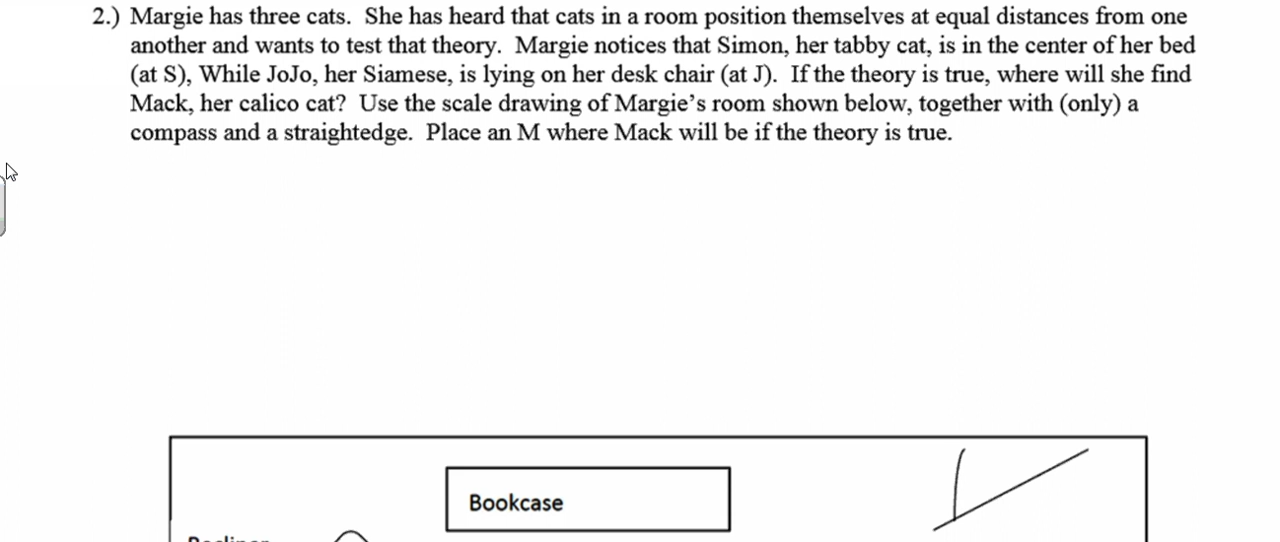 2.) Margie has three cats. She has heard that cats in a room position themselves at equal distances from one
another and wants to test that theory. Margie notices that Simon, her tabby cat, is in the center of her bed
(at S), While JoJo, her Siamese, is lying on her desk chair (at J). If the theory is true, where will she find
Mack, her calico cat? Use the scale drawing of Margie's room shown below, together with (only) a
compass and a straightedge. Place an M where Mack will be if the theory is true.
Bookcase